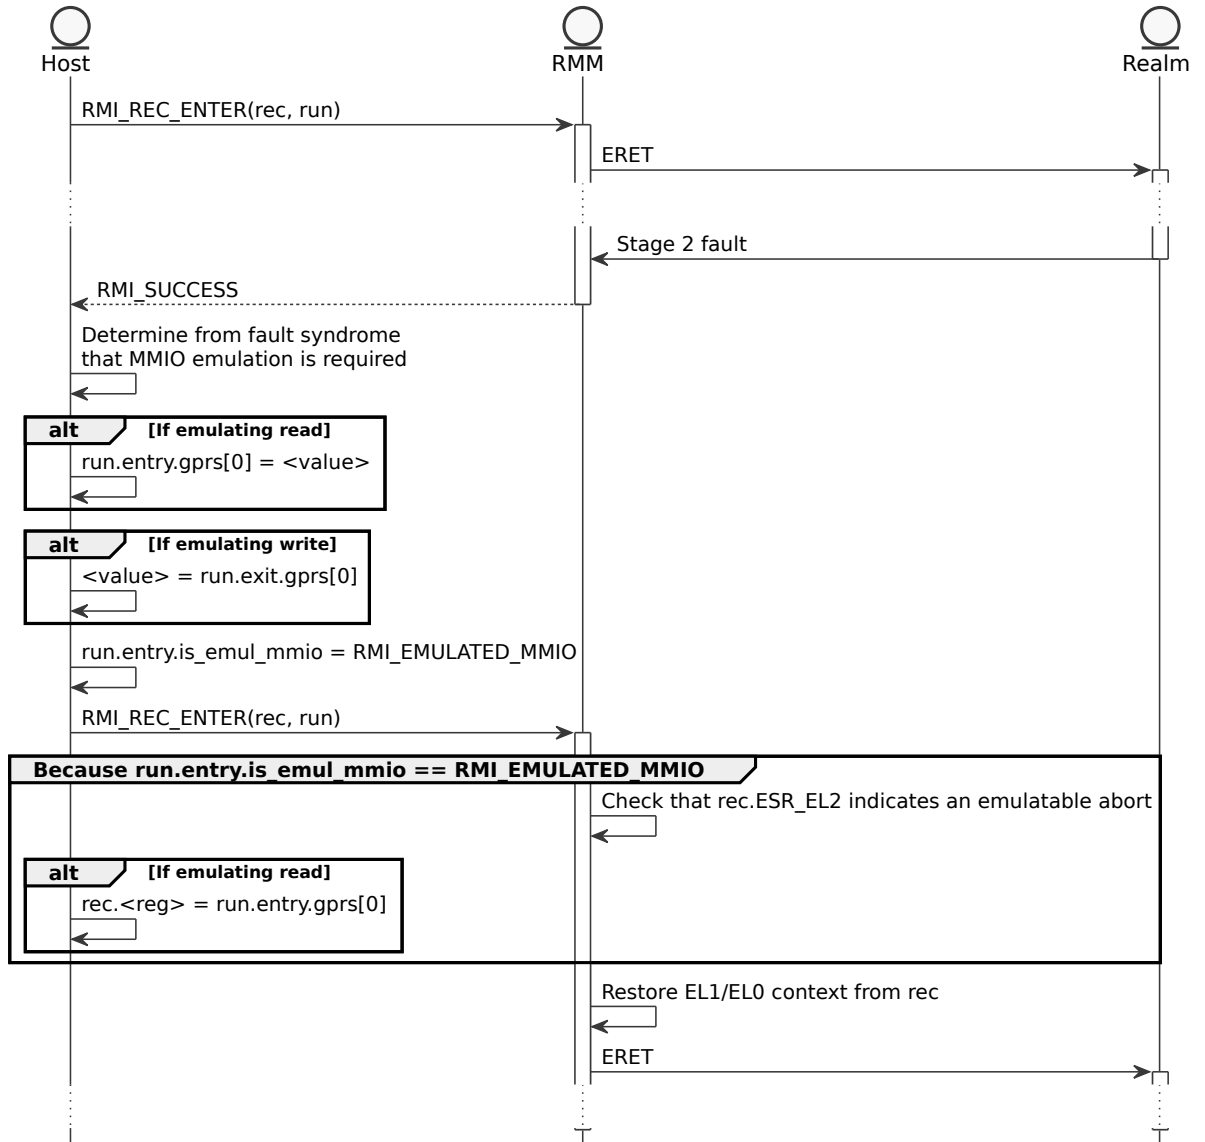 Host
RMM
Realm
RMI_REC_ENTER(rec, run)
ERET
Stage 2 fault
RMI_SUCCESS
Determine from fault syndrome
that MMIO emulation is required
alt [If emulating read]
run.entry.gprs[0] = <value>
alt [If emulating write]
<value> = run.exit.gprs[0]
run.entry.is_emul_mmio = RMI_EMULATED_MMIO
RMI_REC_ENTER(rec, run)
Because run.entry.is_emul_mmio == RMI_EMULATED_MMIO
Check that rec.ESR_EL2 indicates an emulatable abort
alt [If emulating read]
rec.<reg> = run.entry.gprs[0]
Restore EL1/EL0 context from rec
ERET